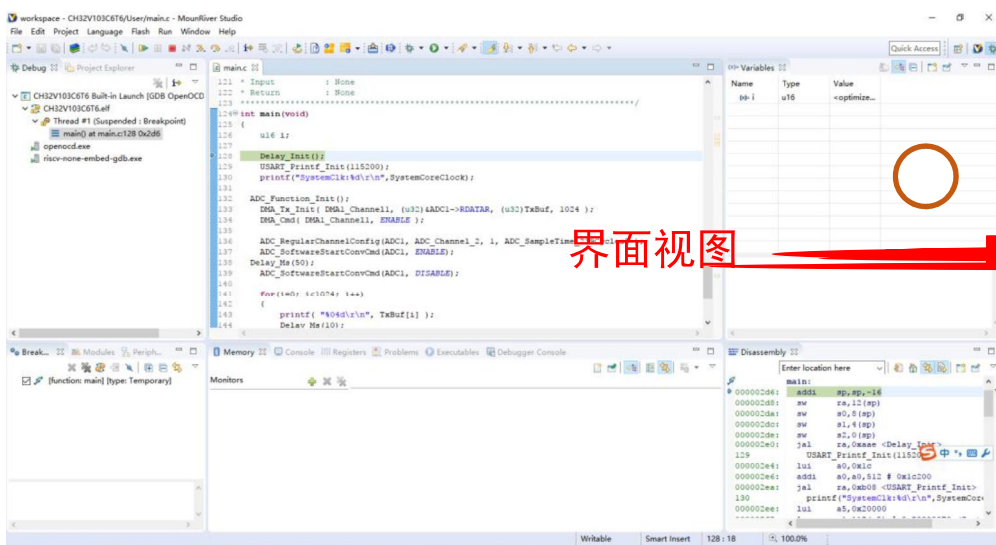 workspace - CH32V103C6T6/User/main.c - MounRiver Studio
File Edit Project Language Flash Run Window Help
Quick Access
Debug Project Explorer
CH32V103C6T6 Built-in Launch [GDB OpenOCD
CH32V103C6T6.elf
Thread #1 (Suspended : Breakpoint)
main() at main.c:128 0x2d6
openocd.exe
riscv-none-embed-gdb.exe
main.c
121 * Input : None
122 * Return : None
123 *******************************************************************************/
124 int main(void)
125 {
126 u16 i;
127
128 Delay_Init();
129 USART_Printf_Init(115200);
130 printf("SystemClk:%d\r\n",SystemCoreClock);
131
132 ADC_Function_Init();
133 DMA_Tx_Init( DMA1_Channel1, (u32)&ADC1->RDATAR, (u32)TxBuf, 1024 );
134 DMA_Cmd( DMA1_Channel1, ENABLE );
135
136 ADC_RegularChannelConfig(ADC1, ADC_Channel_2, 1, ADC_SampleTime
137 ADC_SoftwareStartConvCmd(ADC1, ENABLE);
138 Delay_Ms(50);
139 ADC_SoftwareStartConvCmd(ADC1, DISABLE);
140
141 for(i=0; i<1024; i++)
142 {
143 printf( "%04d\r\n", TxBuf[i] );
144 Delay_Ms(10);
界面视图
Variables
Name Type Value
i u16 <optimize...
Break... Modules Periph...
[function: main] [type: Temporary]
Memory Console Registers Problems Executables Debugger Console
Monitors
Disassembly
Enter location here
main:
000002d6: addi sp,sp,-16
000002d8: sw ra,12(sp)
000002da: sw s0,8(sp)
000002dc: sw s1,4(sp)
000002de: sw s2,0(sp)
000002e0: jal ra,0xaae <Delay_Init>
129 USART_Printf_Init(11520
000002e4: lui a0,0x1c
000002e6: addi a0,a0,512 # 0x1c200
000002ea: jal ra,0xb08 <USART_Printf_Init>
130 printf("SystemClk:%d\r\n",SystemCor
000002ee: lui a5,0x20000
中
Writable Smart Insert 128 : 18 100.0%